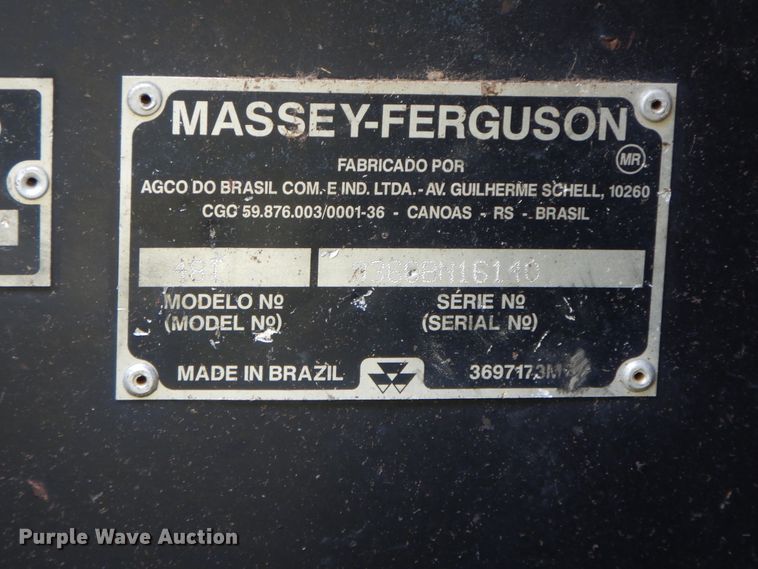 MASSEY-FERGUSON
MR
FABRICADO POR
AGCO DO BRASIL COM. E IND. LTDA. - AV. GUILHERME SCHELL, 10260
CGC 59.876.003/0001-36 - CANOAS - RS - BRASIL
MODELO Nº
(MODEL Nº)
SÉRIE Nº
(SERIAL Nº)
MADE IN BRAZIL
Purple Wave Auction